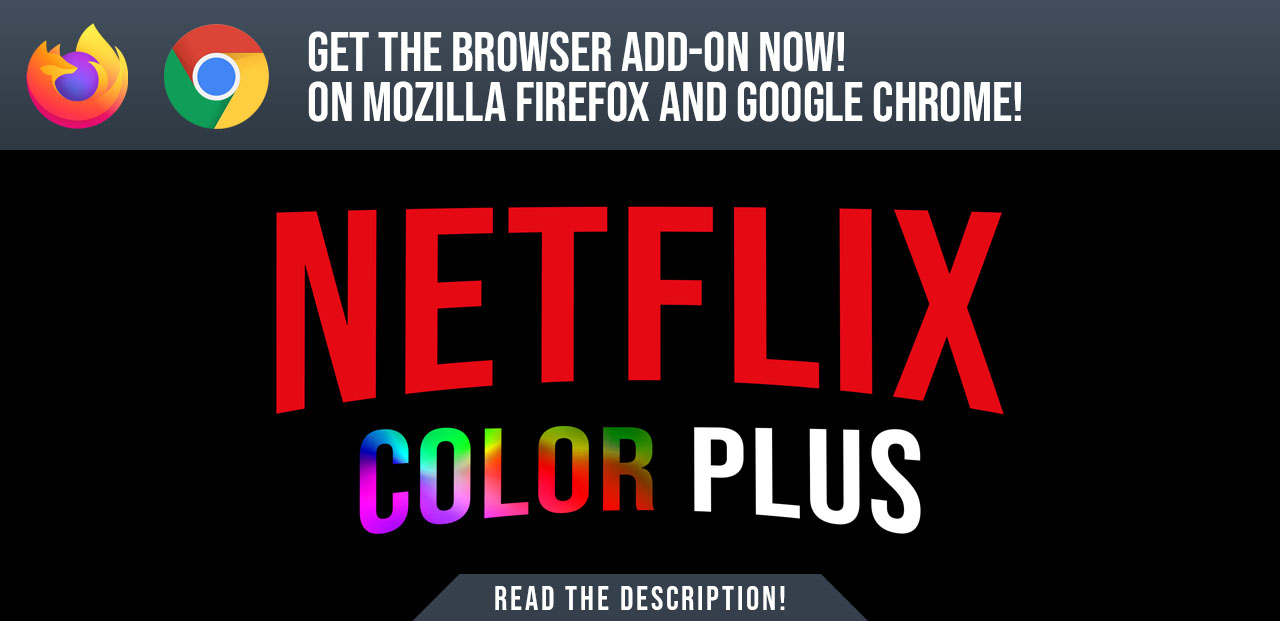 GET THE BROWSER ADD-ON NOW!
ON MOZILLA FIREFOX AND GOOGLE CHROME!
NETFLIX
COLOR PLUS
READ THE DESCRIPTION!